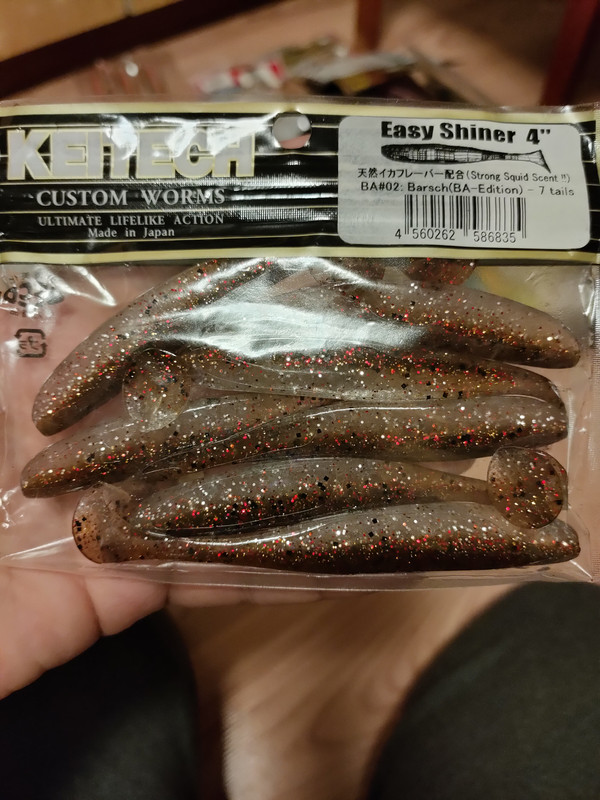 KEITECH
CUSTOM WORMS
ULTIMATE LIFELIKE ACTION
Made in Japan
Easy Shiner 4"
天然イカフレーバー配合(Strong Squid Scent !!)
BA#02: Barsch(BA-Edition) - 7 tails
4 560262 586835